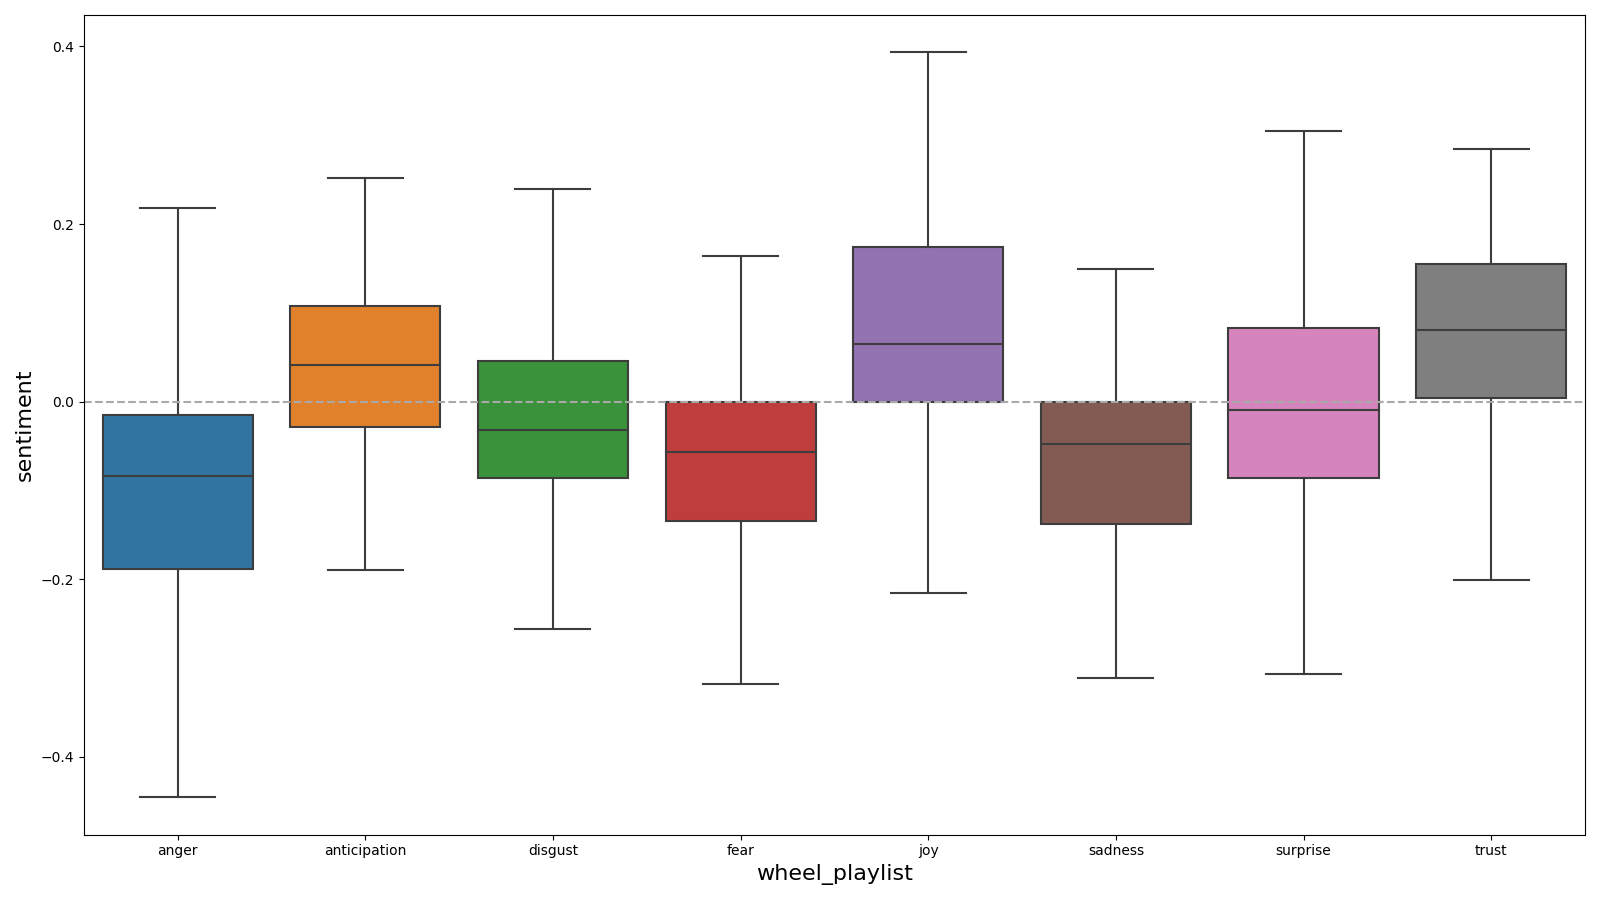 0.4
0.2
0.0
−0.2
−0.4
sentiment
anger anticipation disgust fear joy sadness surprise trust
wheel_playlist